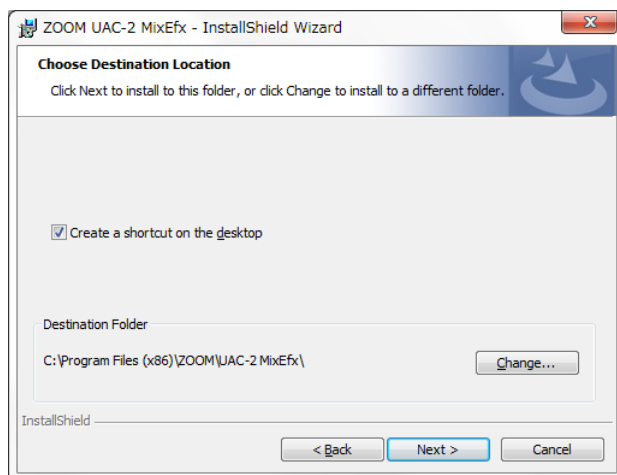 ZOOM UAC-2 MixEfx - InstallShield Wizard
Choose Destination Location
Click Next to install to this folder, or click Change to install to a different folder.
Create a shortcut on the desktop
Destination Folder
C:\Program Files (x86)\ZOOM\UAC-2 MixEfx\
Change...
InstallShield
< Back Next > Cancel